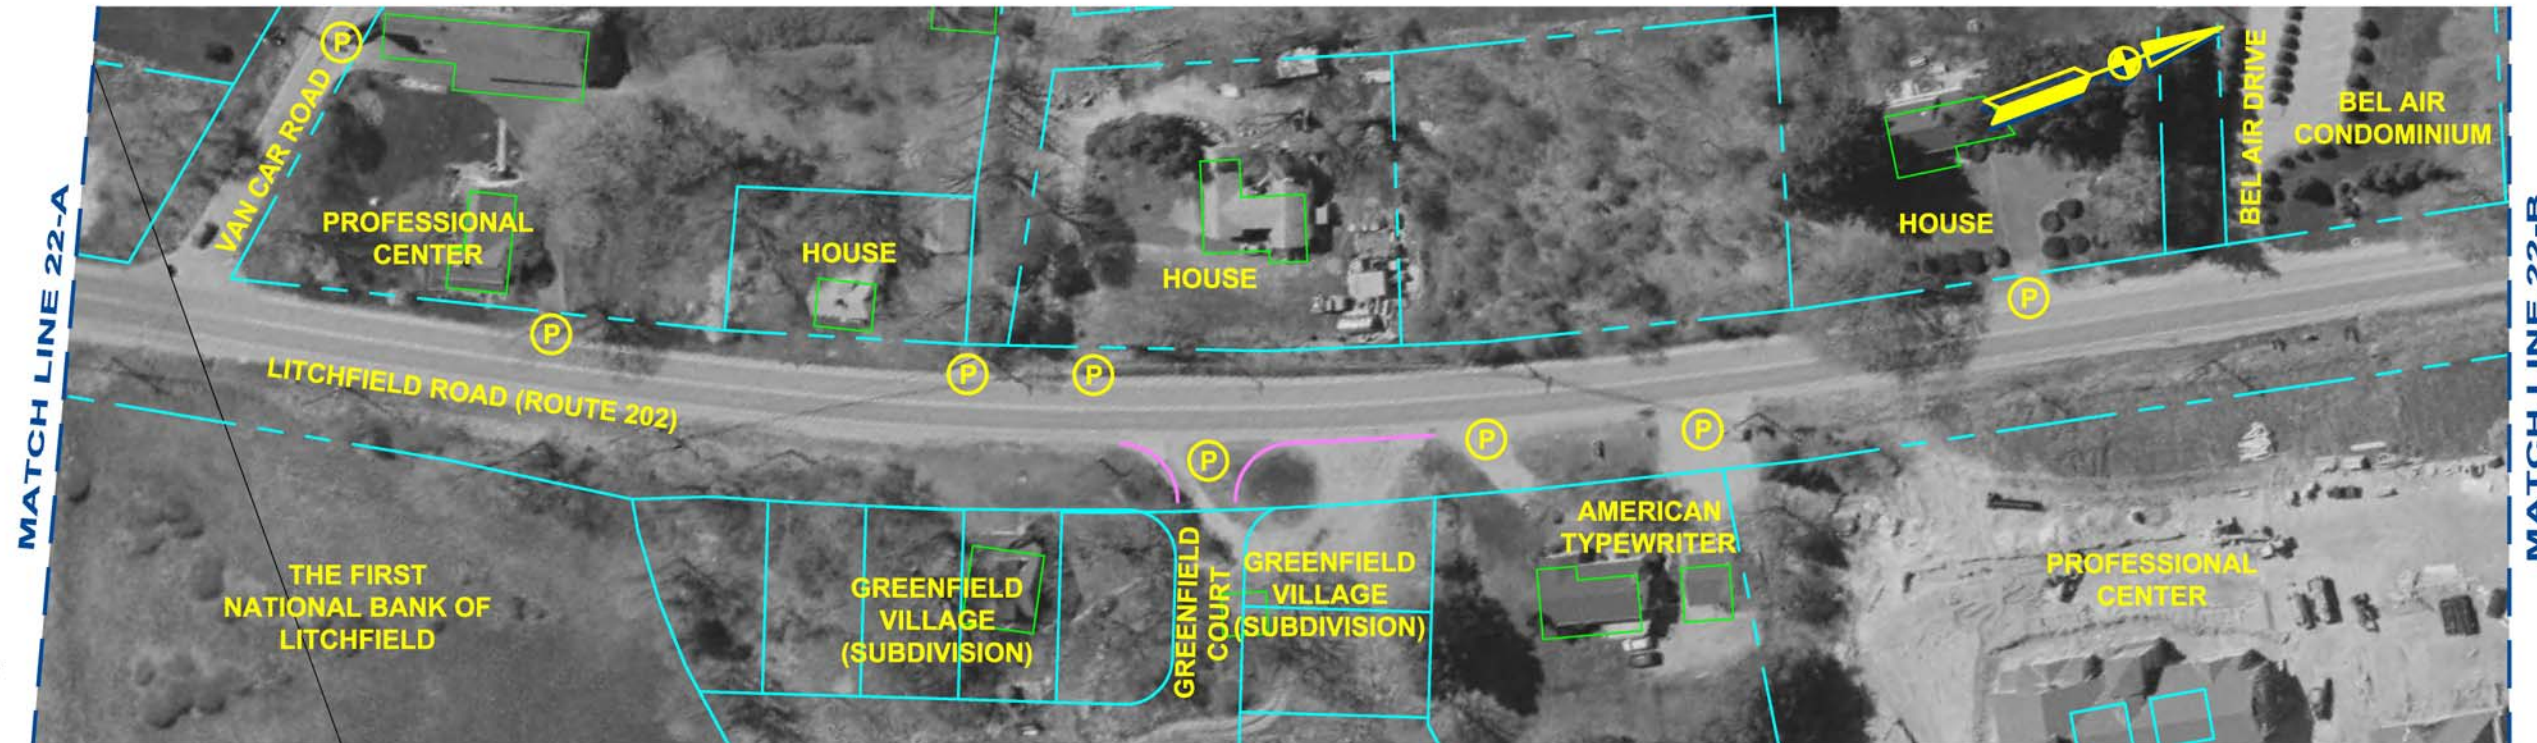 P
MATCH LINE 22-A
VAN CAR ROAD
PROFESSIONAL
CENTER
HOUSE
HOUSE
HOUSE
BEL AIR DRIVE
BEL AIR
CONDOMINIUM
MATCH LINE 22-B
P
P
P
P
LITCHFIELD ROAD (ROUTE 202)
P
P
P
THE FIRST
NATIONAL BANK OF
LITCHFIELD
GREENFIELD
VILLAGE
(SUBDIVISION)
GREENFIELD
COURT
GREENFIELD
VILLAGE
(SUBDIVISION)
AMERICAN
TYPEWRITER
PROFESSIONAL
CENTER